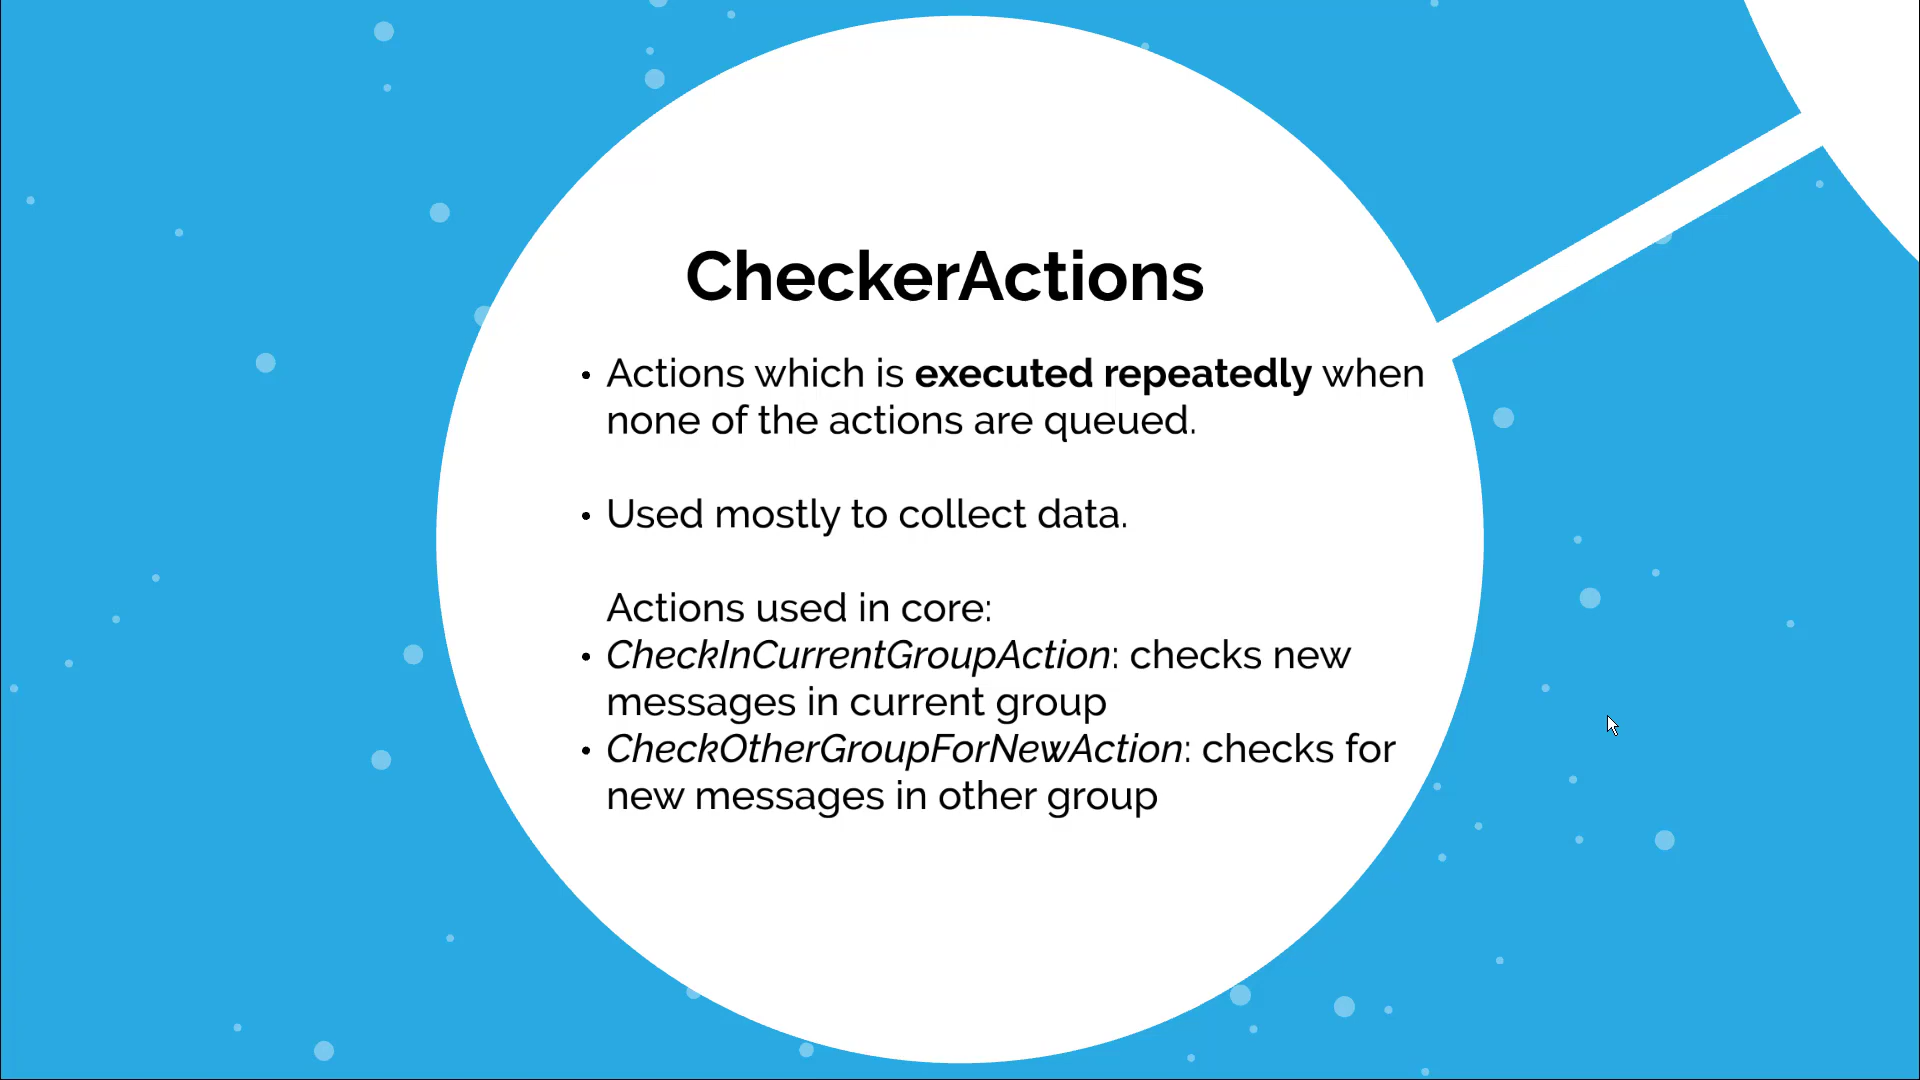 CheckerActions
• Actions which is executed repeatedly when
none of the actions are queued.
• Used mostly to collect data.
Actions used in core:
• CheckInCurrentGroupAction: checks new
messages in current group
• CheckOtherGroupForNewAction: checks for
new messages in other group